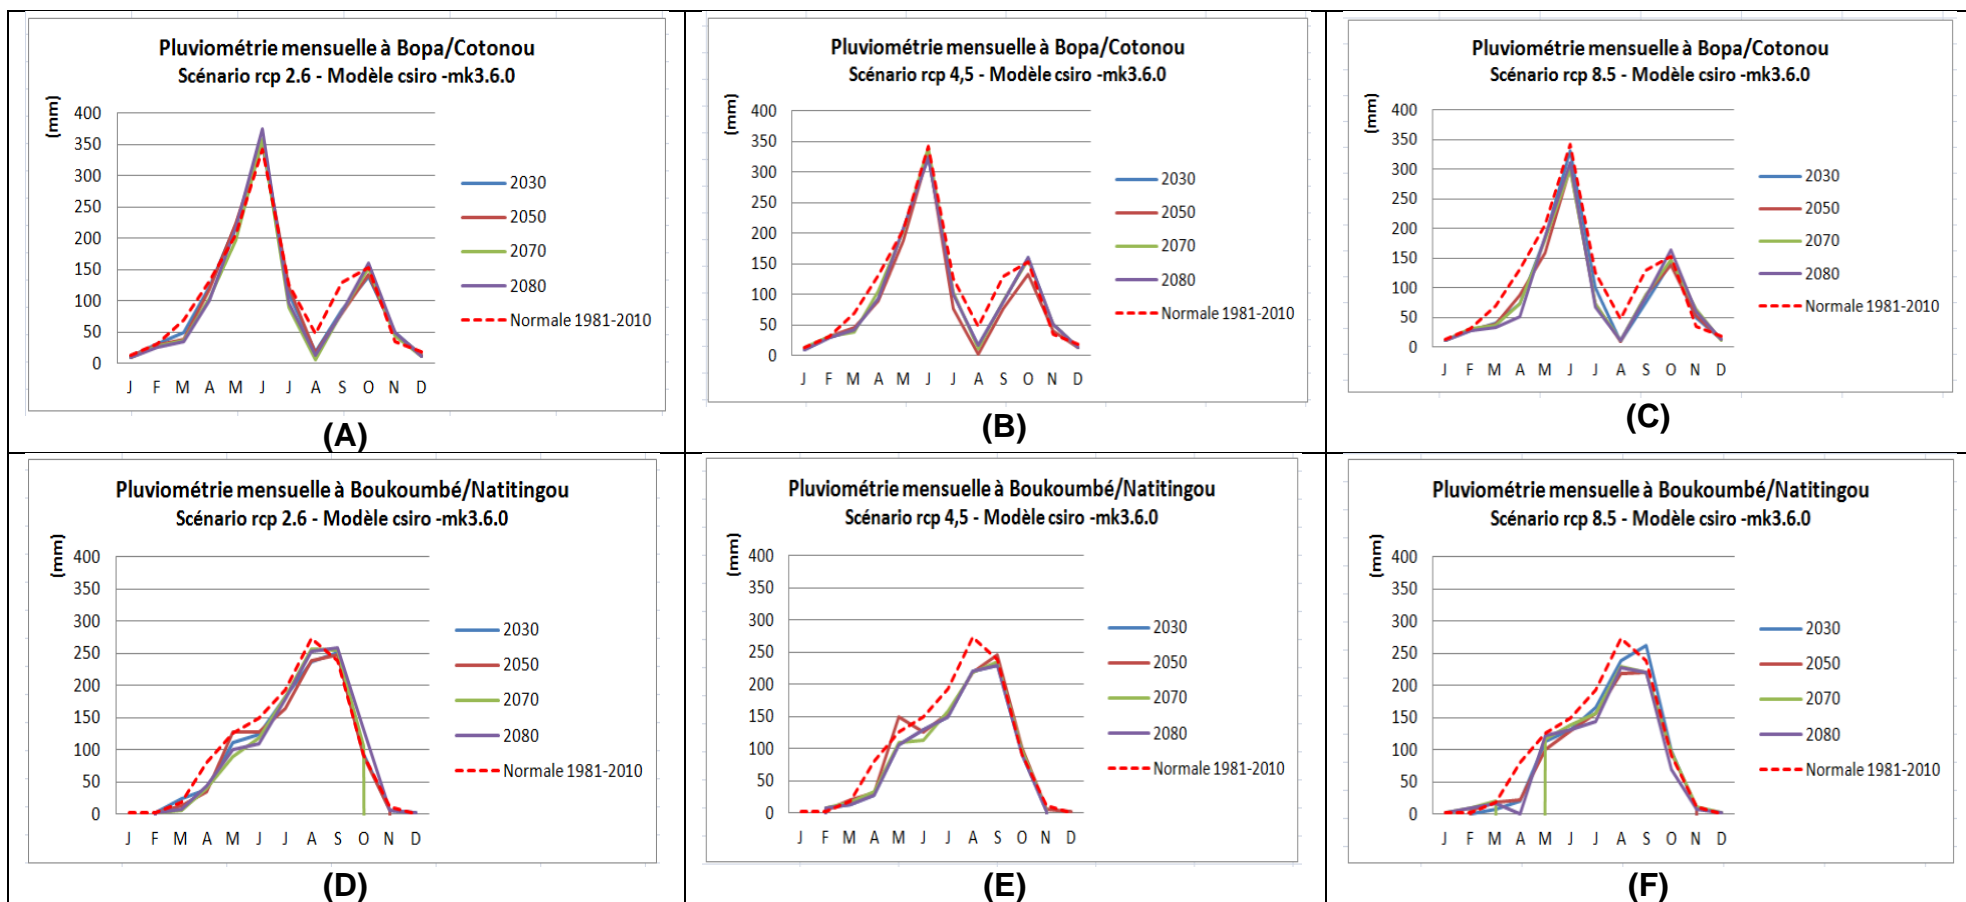 Pluviométrie mensuelle à Bopa/Cotonou
Scénario rcp 2.6 - Modèle csiro -mk3.6.0
(mm)
400
350
300
250
200
150
100
50
0
J F M A M J J A S O N D
2030
2050
2070
2080
Normale 1981-2010
(A)
Pluviométrie mensuelle à Bopa/Cotonou
Scénario rcp 4,5 - Modèle csiro -mk3.6.0
(mm)
400
350
300
250
200
150
100
50
0
J F M A M J J A S O N D
2030
2050
2070
2080
Normale 1981-2010
(B)
Pluviométrie mensuelle à Bopa/Cotonou
Scénario rcp 8.5 - Modèle csiro -mk3.6.0
(mm)
400
350
300
250
200
150
100
50
0
J F M A M J J A S O N D
2030
2050
2070
2080
Normale 1981-2010
(C)
Pluviométrie mensuelle à Boukoumbé/Natitingou
Scénario rcp 2.6 - Modèle csiro -mk3.6.0
(mm)
400
350
300
250
200
150
100
50
0
J F M A M J J A S O N D
2030
2050
2070
2080
Normale 1981-2010
(D)
Pluviométrie mensuelle à Boukoumbé/Natitingou
Scénario rcp 4,5 - Modèle csiro -mk3.6.0
(mm)
400
350
300
250
200
150
100
50
0
J F M A M J J A S O N D
2030
2050
2070
2080
Normale 1981-2010
(E)
Pluviométrie mensuelle à Boukoumbé/Natitingou
Scénario rcp 8.5 - Modèle csiro -mk3.6.0
(mm)
400
350
300
250
200
150
100
50
0
J F M A M J J A S O N D
2030
2050
2070
2080
Normale 1981-2010
(F)